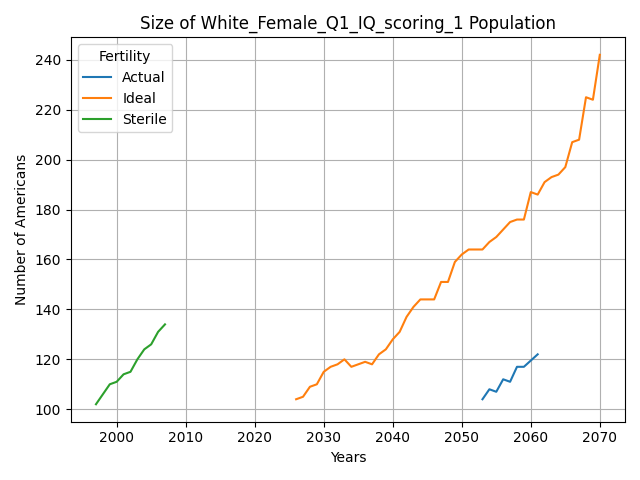 Size of White_Female_Q1_IQ_scoring_1 Population
Fertility
Actual
Ideal
Sterile
Number of Americans
240
220
200
180
160
140
120
100
2000 2010 2020 2030 2040 2050 2060 2070
Years